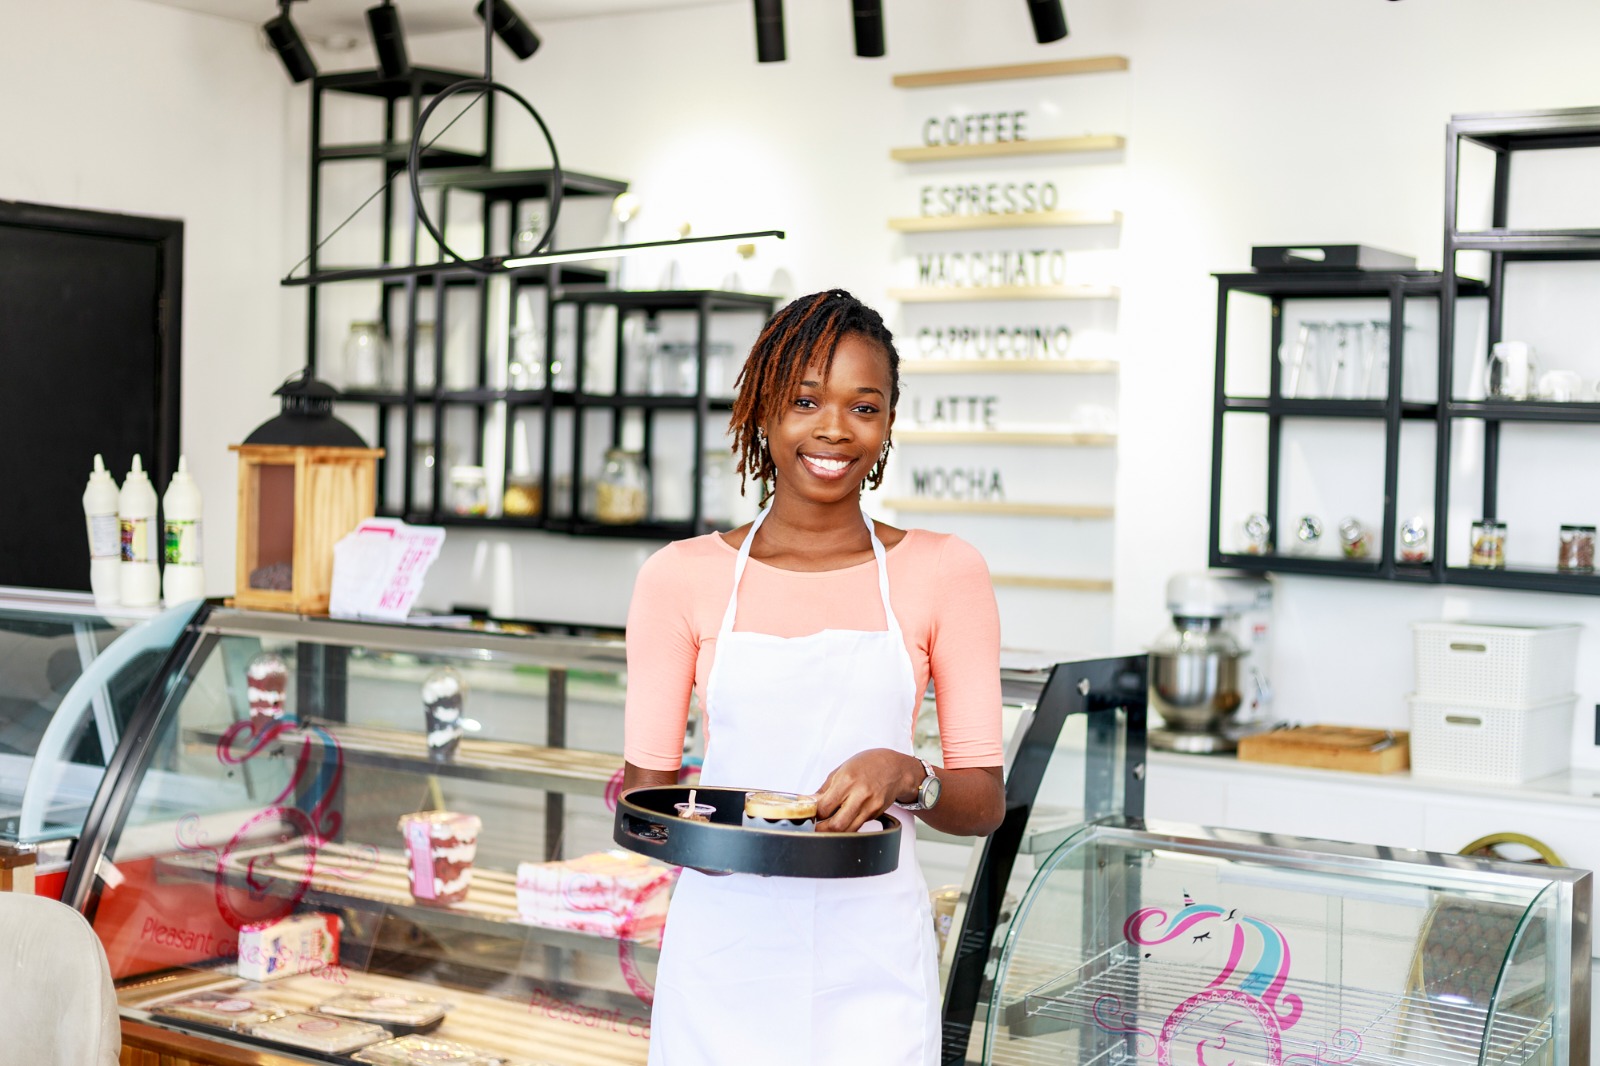 COFFEE
ESPRESSO
MACCHIATO
CAPPUCCINO
LATTE
MOCHA
Pleasant cakes & treats
Pleasant